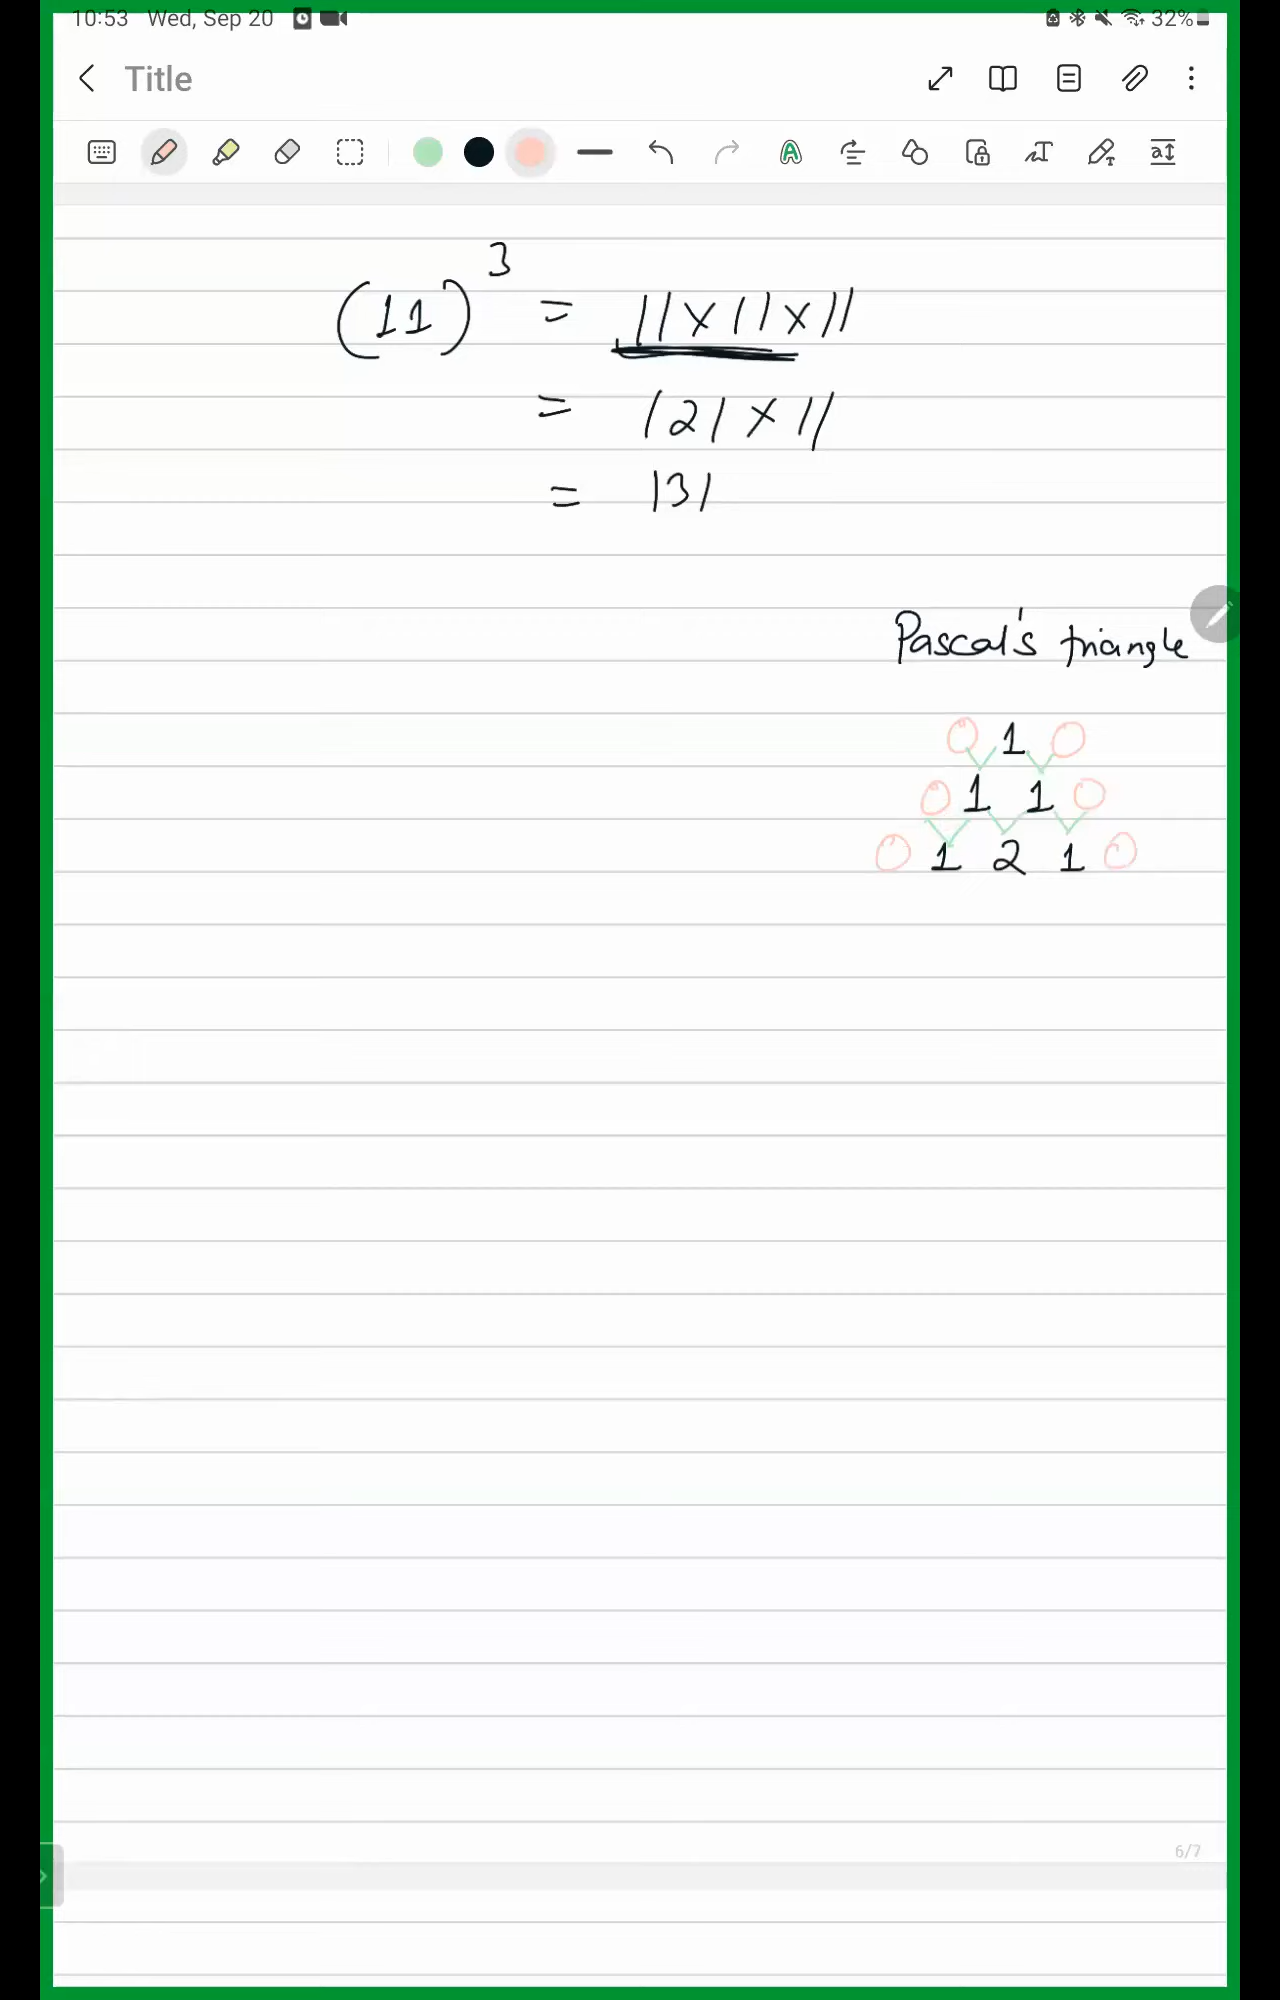 10:53 Wed, Sep 20 32%
Title
(11)³ = 11×11×11
= 121×11
= 131
Pascal's triangle
0 1 0
0 1 1 0
0 1 2 1 0
6/7